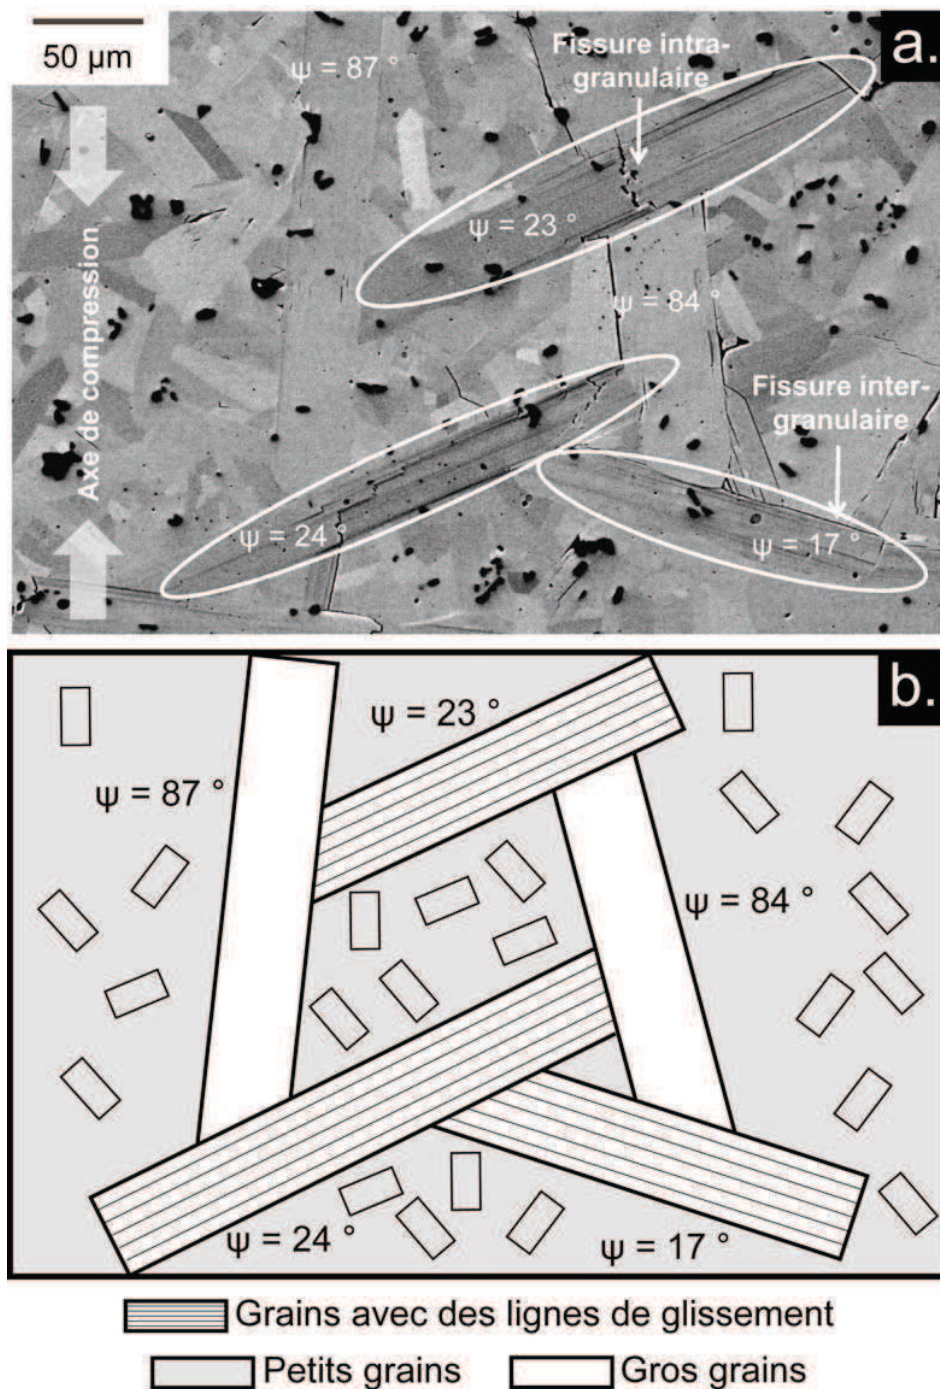 50 µm
a.
Fissure intra-
granulaire
ψ = 87 °
ψ = 23 °
ψ = 84 °
Axe de compression
Fissure inter-
granulaire
ψ = 24 °
ψ = 17 °
b.
ψ = 23 °
ψ = 87 °
ψ = 84 °
ψ = 24 °
ψ = 17 °
Grains avec des lignes de glissement
Petits grains
Gros grains